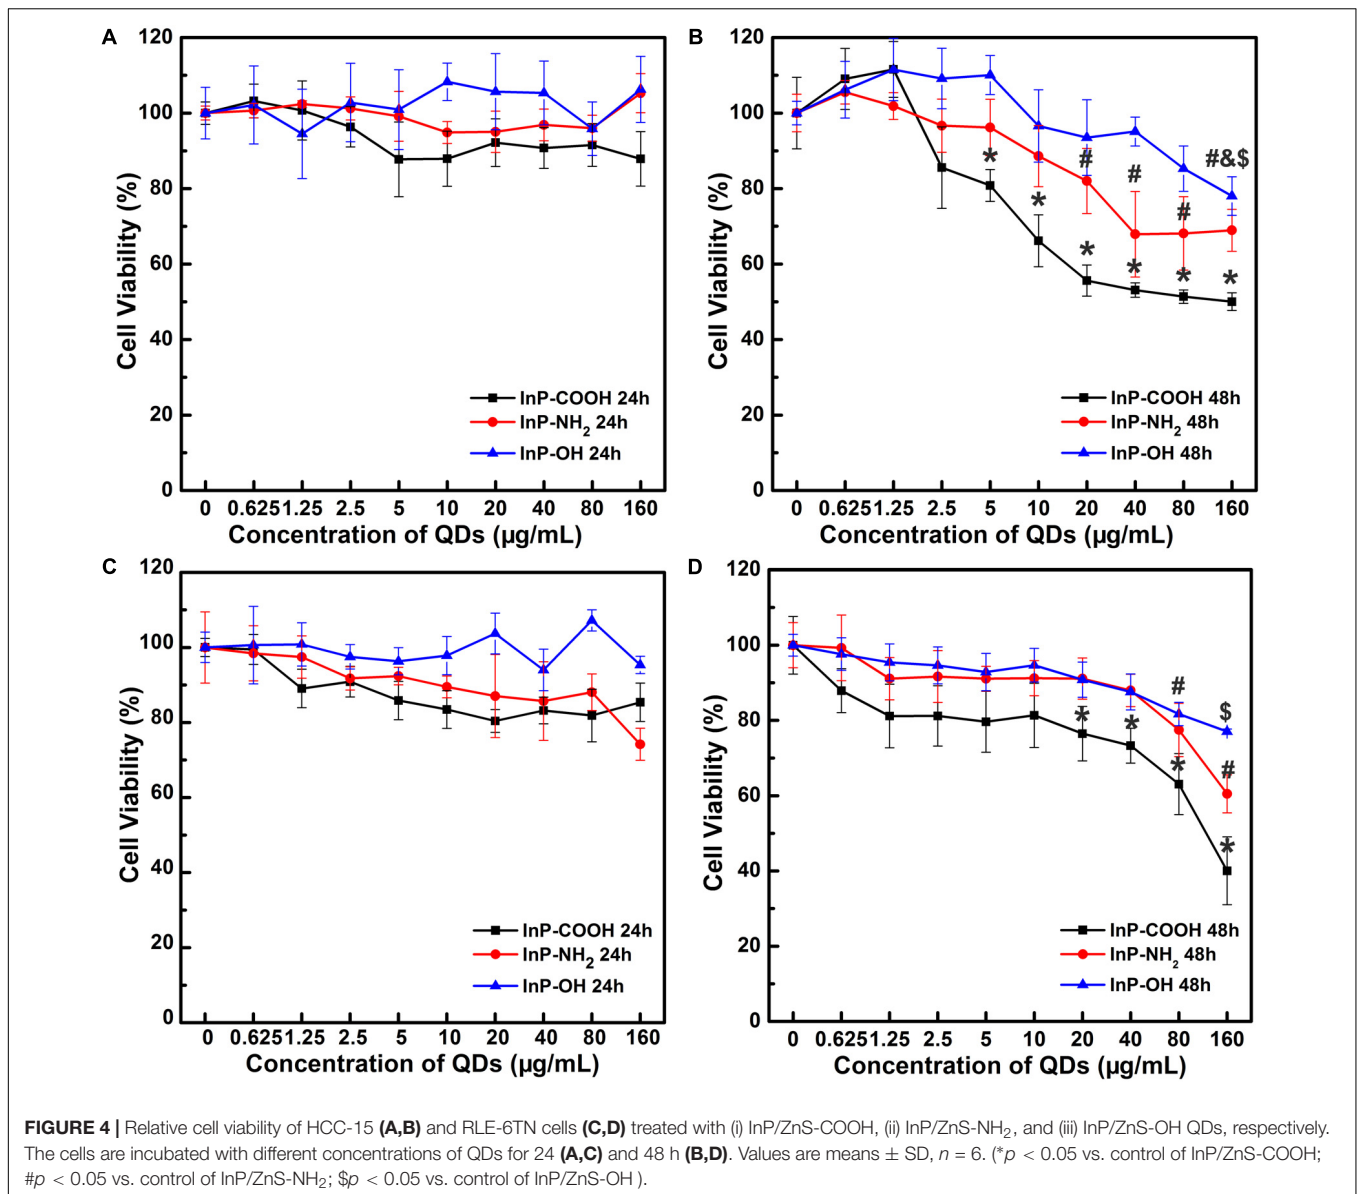 A
120
100
80
60
40
20
0
Cell Viability (%)
InP-COOH 24h
InP-NH2 24h
InP-OH 24h
0 0.625 1.25 2.5 5 10 20 40 80 160
Concentration of QDs (µg/mL)
B
120
100
80
60
40
20
0
Cell Viability (%)
* # # # #&$
* * * * *
InP-COOH 48h
InP-NH2 48h
InP-OH 48h
0 0.625 1.25 2.5 5 10 20 40 80 160
Concentration of QDs (µg/mL)
C
120
100
80
60
40
20
0
Cell Viability (%)
InP-COOH 24h
InP-NH2 24h
InP-OH 24h
0 0.625 1.25 2.5 5 10 20 40 80 160
Concentration of QDs (µg/mL)
D
120
100
80
60
40
20
0
Cell Viability (%)
# $
* * * #
*
InP-COOH 48h
InP-NH2 48h
InP-OH 48h
0 0.625 1.25 2.5 5 10 20 40 80 160
Concentration of QDs (µg/mL)
FIGURE 4 | Relative cell viability of HCC-15 (A,B) and RLE-6TN cells (C,D) treated with (i) InP/ZnS-COOH, (ii) InP/ZnS-NH2, and (iii) InP/ZnS-OH QDs, respectively.
The cells are incubated with different concentrations of QDs for 24 (A,C) and 48 h (B,D). Values are means ± SD, n = 6. (*p < 0.05 vs. control of InP/ZnS-COOH;
#p < 0.05 vs. control of InP/ZnS-NH2; $p < 0.05 vs. control of InP/ZnS-OH ).